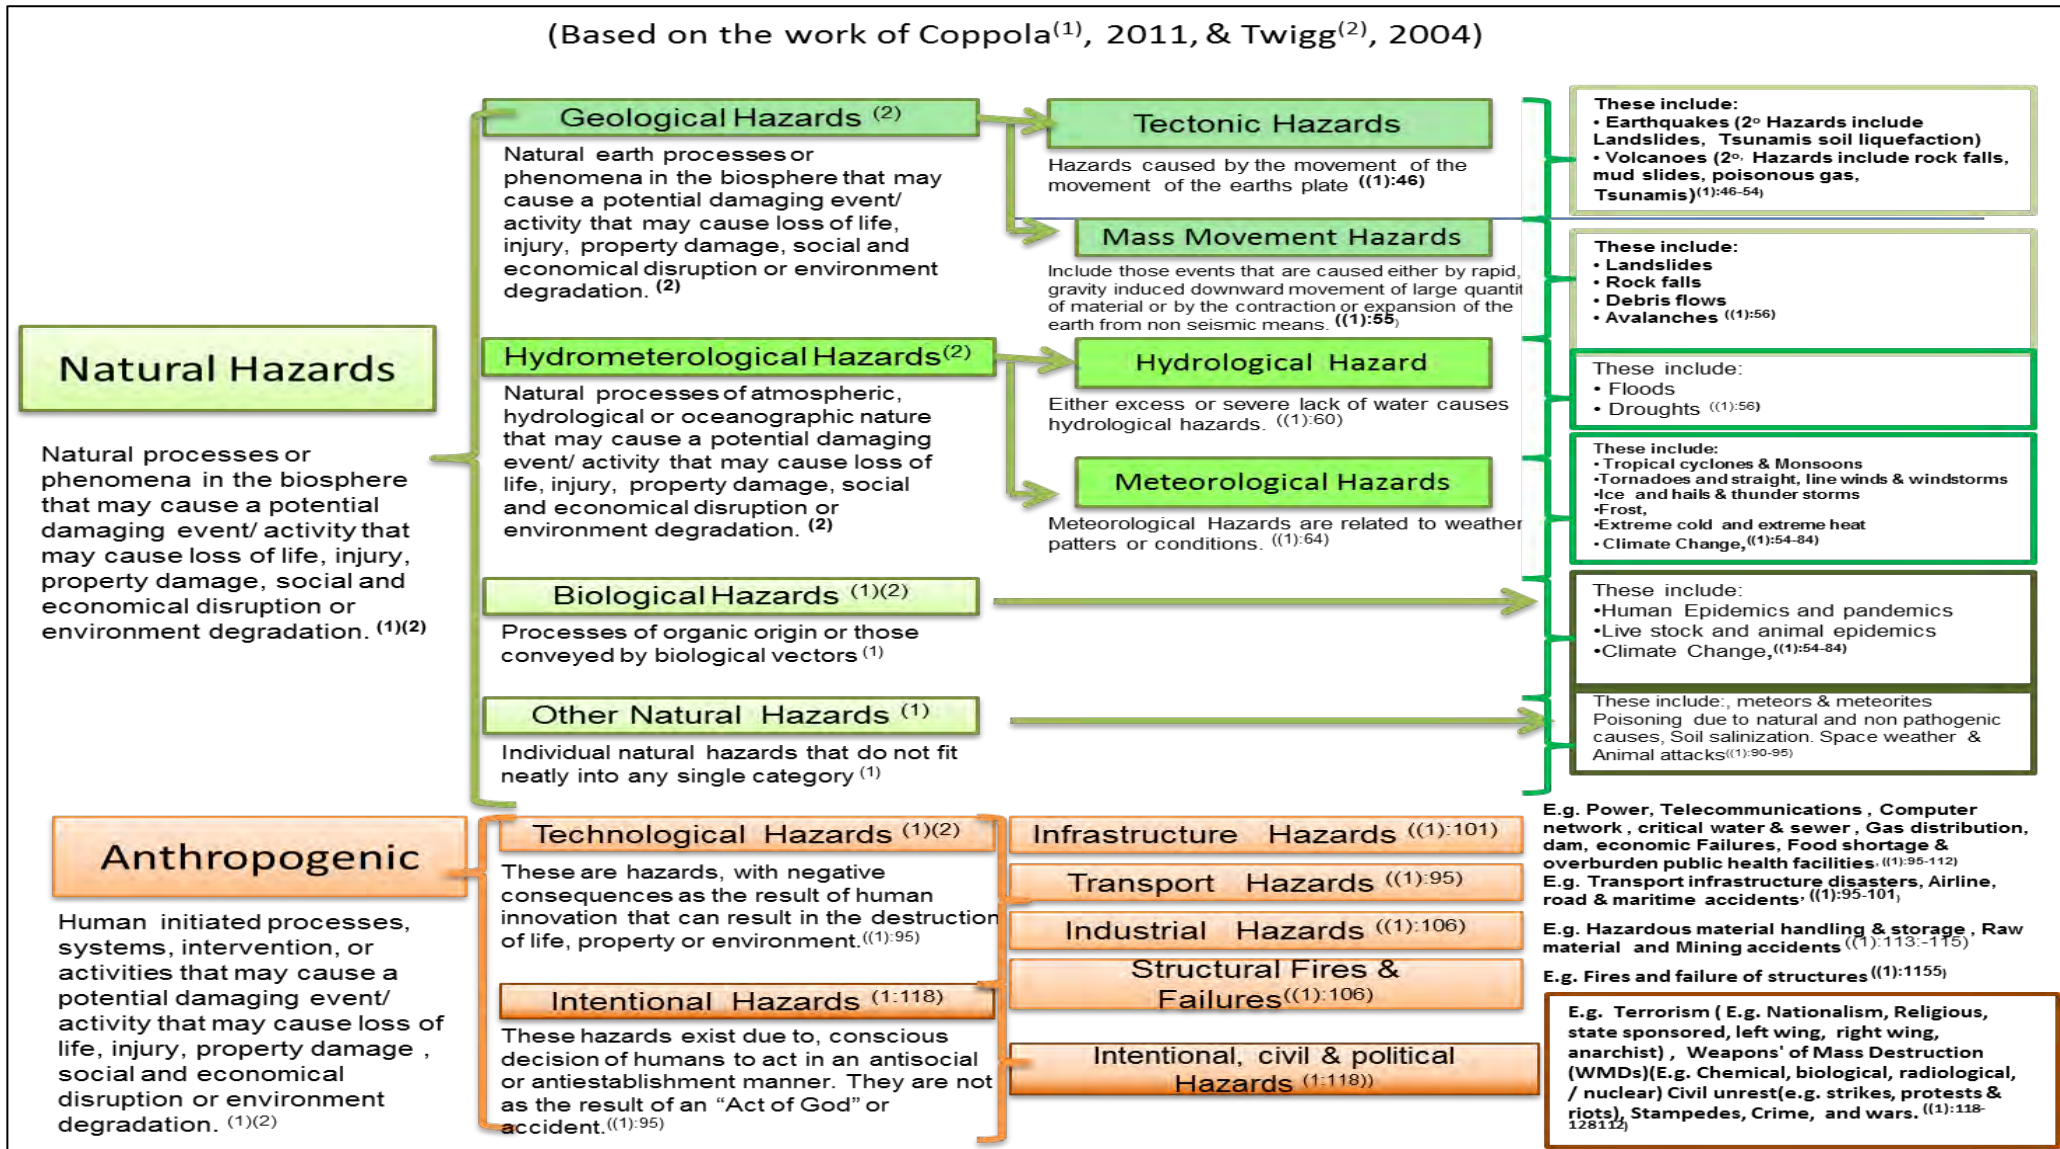 (Based on the work of Coppola(1), 2011, & Twigg(2), 2004)
Natural Hazards
Natural processes or
phenomena in the biosphere
that may cause a potential
damaging event/ activity that
may cause loss of life, injury,
property damage, social and
economical disruption or
environment degradation. (1)(2)
Geological Hazards (2)
Natural earth processes or
phenomena in the biosphere that may
cause a potential damaging event/
activity that may cause loss of life,
injury, property damage, social and
economical disruption or environment
degradation. (2)
Tectonic Hazards
Hazards caused by the movement of the
movement of the earths plate ((1):46)
These include:
• Earthquakes (2o Hazards include
Landslides, Tsunamis soil liquefaction)
• Volcanoes (2o, Hazards include rock falls,
mud slides, poisonous gas,
Tsunamis)(1):46-54)
Mass Movement Hazards
Include those events that are caused either by rapid,
gravity induced downward movement of large quantit
of material or by the contraction or expansion of the
earth from non seismic means. ((1):55)
These include:
• Landslides
• Rock falls
• Debris flows
• Avalanches ((1):56)
Hydrometerological Hazards(2)
Natural processes of atmospheric,
hydrological or oceanographic nature
that may cause a potential damaging
event/ activity that may cause loss of
life, injury, property damage, social
and economical disruption or
environment degradation. (2)
Hydrological Hazard
Either excess or severe lack of water causes
hydrological hazards. ((1):60)
These include:
• Floods
• Droughts ((1):56)
Meteorological Hazards
Meteorological Hazards are related to weather
patters or conditions. ((1):64)
These include:
• Tropical cyclones & Monsoons
•Tornadoes and straight, line winds & windstorms
•Ice and hails & thunder storms
•Frost,
•Extreme cold and extreme heat
• Climate Change,((1):54-84)
Biological Hazards (1)(2)
Processes of organic origin or those
conveyed by biological vectors (1)
These include:
•Human Epidemics and pandemics
•Live stock and animal epidemics
•Climate Change,((1):54-84)
Other Natural Hazards (1)
Individual natural hazards that do not fit
neatly into any single category (1)
These include:, meteors & meteorites
Poisoning due to natural and non pathogenic
causes, Soil salinization. Space weather &
Animal attacks((1):90-95)
Anthropogenic
Human initiated processes,
systems, intervention, or
activities that may cause a
potential damaging event/
activity that may cause loss of
life, injury, property damage ,
social and economical
disruption or environment
degradation. (1)(2)
Technological Hazards (1)(2)
These are hazards, with negative
consequences as the result of human
innovation that can result in the destruction
of life, property or environment.((1):95)
Intentional Hazards (1:118)
These hazards exist due to, conscious
decision of humans to act in an antisocial
or antiestablishment manner. They are not
as the result of an “Act of God” or
accident.((1):95)
Infrastructure Hazards ((1):101)
E.g. Power, Telecommunications , Computer
network , critical water & sewer , Gas distribution,
dam, economic Failures, Food shortage &
overburden public health facilities. ((1):95-112)
Transport Hazards ((1):95)
E.g. Transport infrastructure disasters, Airline,
road & maritime accidents, ((1):95-101)
Industrial Hazards ((1):106)
E.g. Hazardous material handling & storage , Raw
material and Mining accidents ((1):113:-115)
Structural Fires &
Failures((1):106)
E.g. Fires and failure of structures ((1):1155)
Intentional, civil & political
Hazards (1:118))
E.g. Terrorism ( E.g. Nationalism, Religious,
state sponsored, left wing, right wing,
anarchist) , Weapons' of Mass Destruction
(WMDs)(E.g. Chemical, biological, radiological,
/ nuclear) Civil unrest(e.g. strikes, protests &
riots), Stampedes, Crime, and wars. ((1):118-
128112)